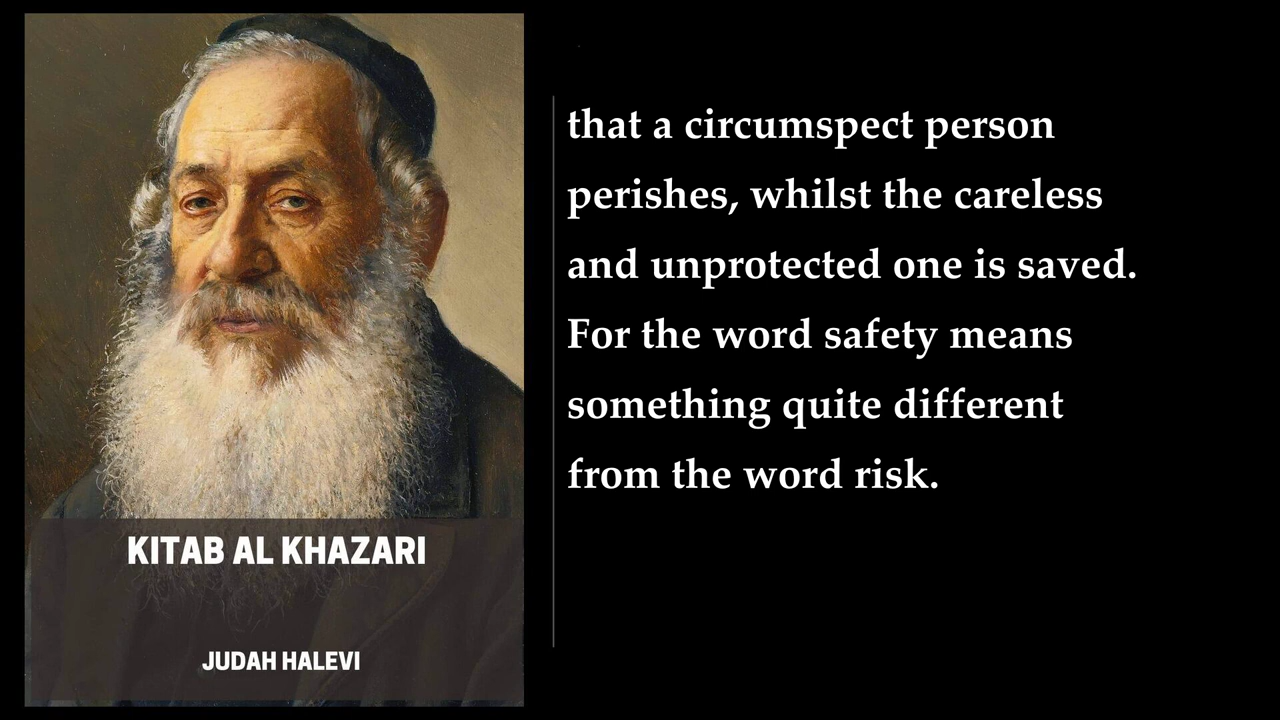 KITAB AL KHAZARI
JUDAH HALEVI
that a circumspect person
perishes, whilst the careless
and unprotected one is saved.
For the word safety means
something quite different
from the word risk.